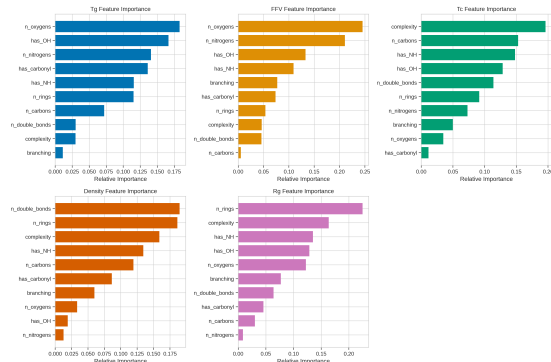 Tg Feature Importance
n_oxygens
has_OH
n_nitrogens
has_carbonyl
has_NH
n_rings
n_carbons
n_double_bonds
complexity
branching
0.000 0.025 0.050 0.075 0.100 0.125 0.150 0.175
Relative Importance
FFV Feature Importance
n_oxygens
n_nitrogens
has_OH
has_NH
branching
has_carbonyl
n_rings
complexity
n_double_bonds
n_carbons
0.00 0.05 0.10 0.15 0.20 0.25
Relative Importance
Tc Feature Importance
complexity
n_carbons
has_NH
has_OH
n_double_bonds
n_rings
n_nitrogens
branching
n_oxygens
has_carbonyl
0.00 0.05 0.10 0.15 0.20
Relative Importance
Density Feature Importance
n_double_bonds
n_rings
complexity
has_NH
n_carbons
has_carbonyl
branching
n_oxygens
has_OH
n_nitrogens
0.000 0.025 0.050 0.075 0.100 0.125 0.150 0.175
Relative Importance
Rg Feature Importance
n_rings
complexity
has_NH
has_OH
n_oxygens
branching
n_double_bonds
has_carbonyl
n_carbons
n_nitrogens
0.00 0.05 0.10 0.15 0.20
Relative Importance